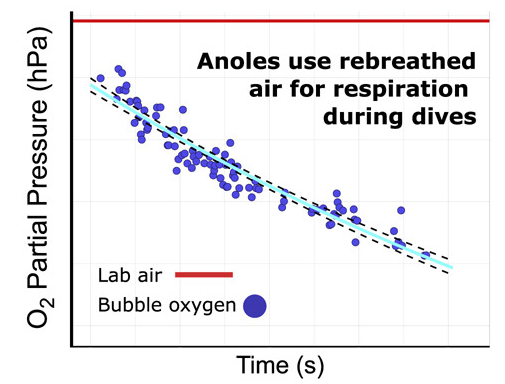 Anoles use rebreathed
air for respiration
during dives
O₂ Partial Pressure (hPa)
Lab air
Bubble oxygen
Time (s)